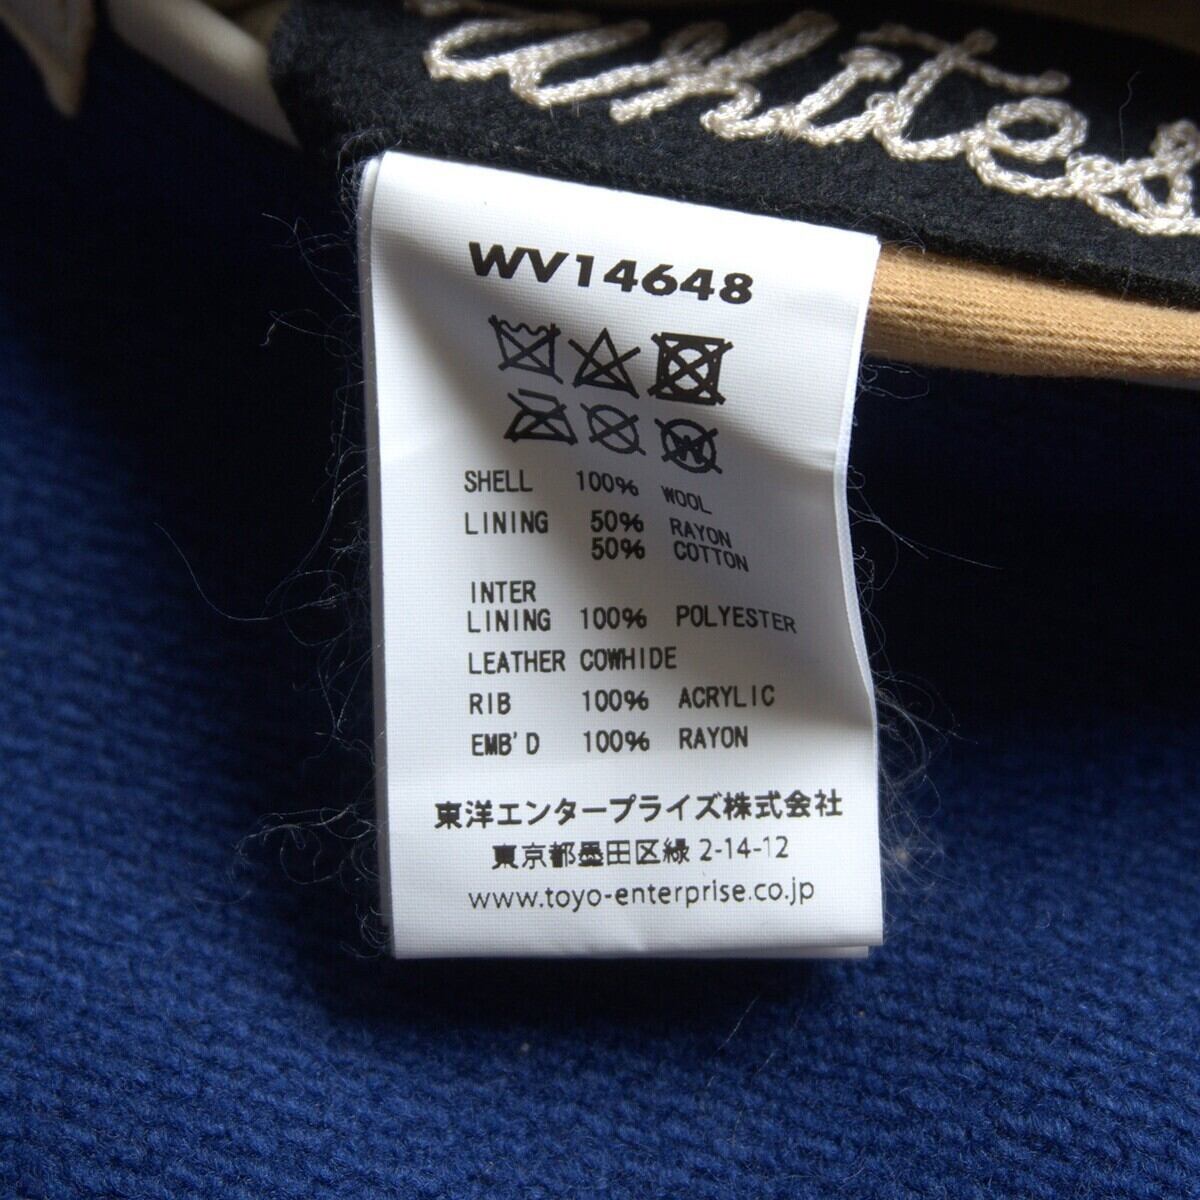 Whites
WV14648
SHELL 100% WOOL
LINING 50% RAYON
50% COTTON
INTER
LINING 100% POLYESTER
LEATHER COWHIDE
RIB 100% ACRYLIC
EMB'D 100% RAYON
東洋エンタープライズ株式会社
東京都墨田区緑 2-14-12
www.toyo-enterprise.co.jp